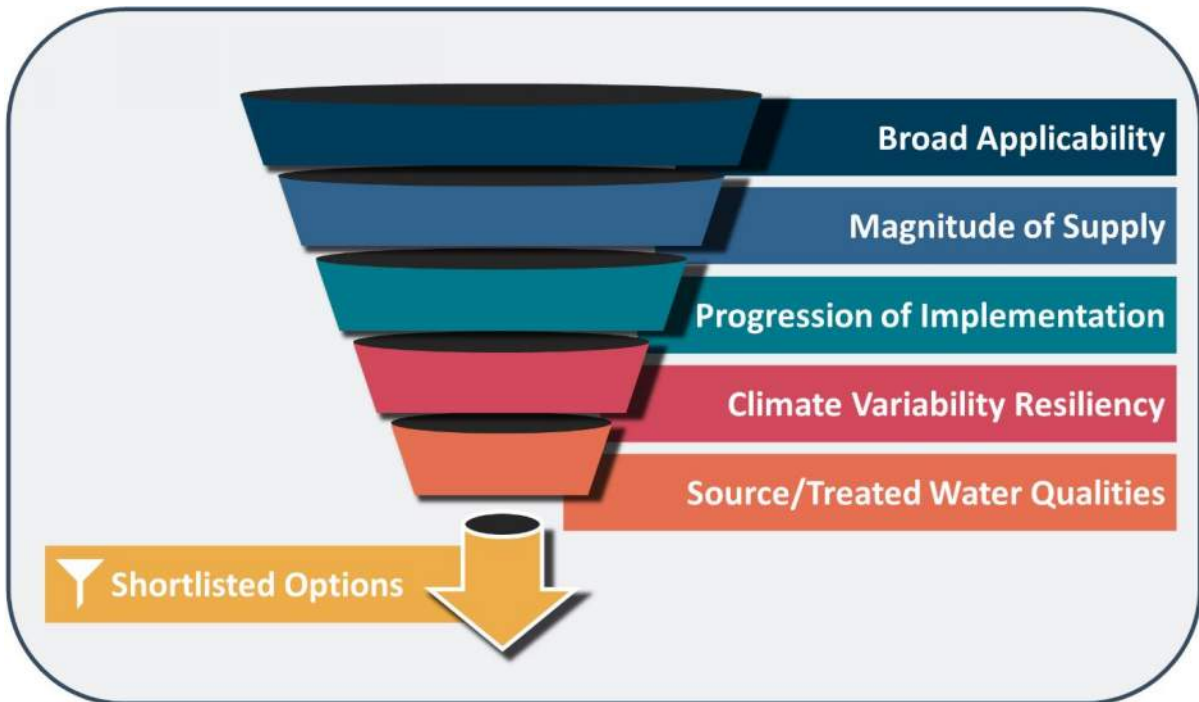 Broad Applicability
Magnitude of Supply
Progression of Implementation
Climate Variability Resiliency
Source/Treated Water Qualities
Shortlisted Options